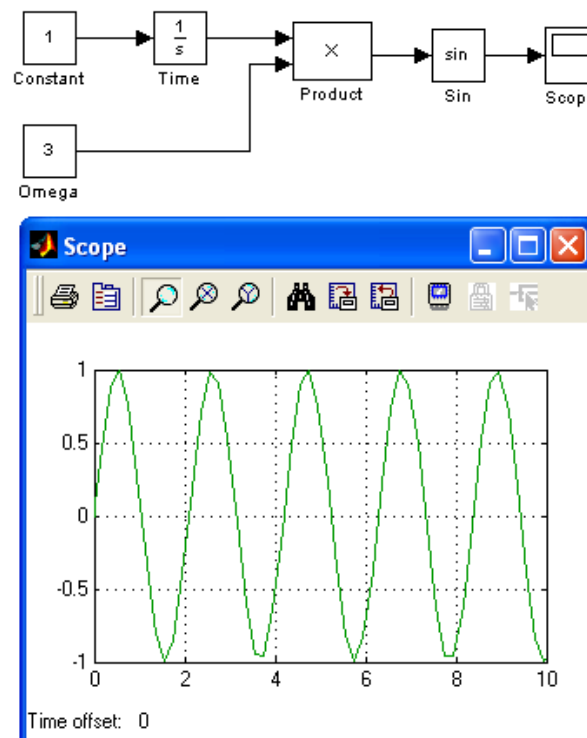 1
1
s
×
sin
Constant
Time
Product
Sin
Scop
3
Omega
Scope
1
0.5
0
-0.5
-1
0 2 4 6 8 10
Time offset: 0